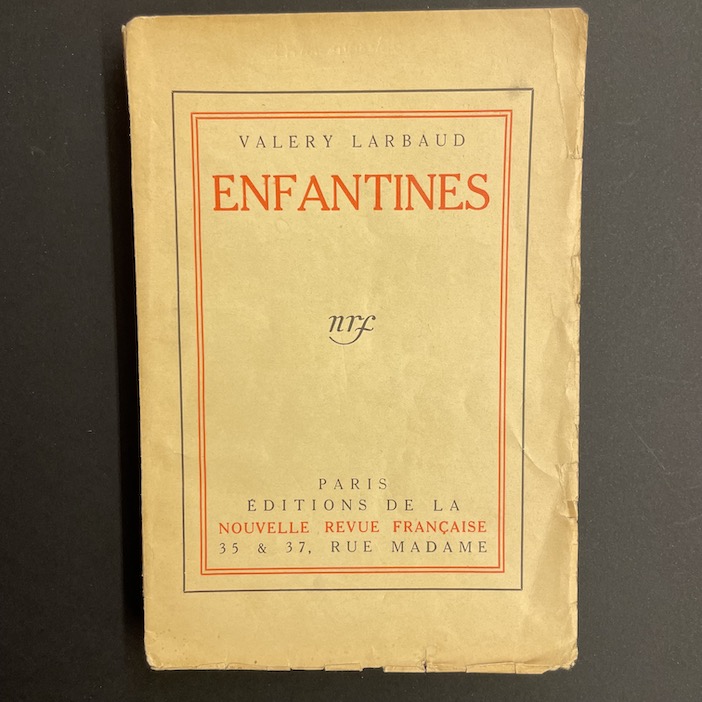 VALERY LARBAUD
ENFANTINES
nrf
PARIS
ÉDITIONS DE LA
NOUVELLE REVUE FRANÇAISE
35 & 37, RUE MADAME